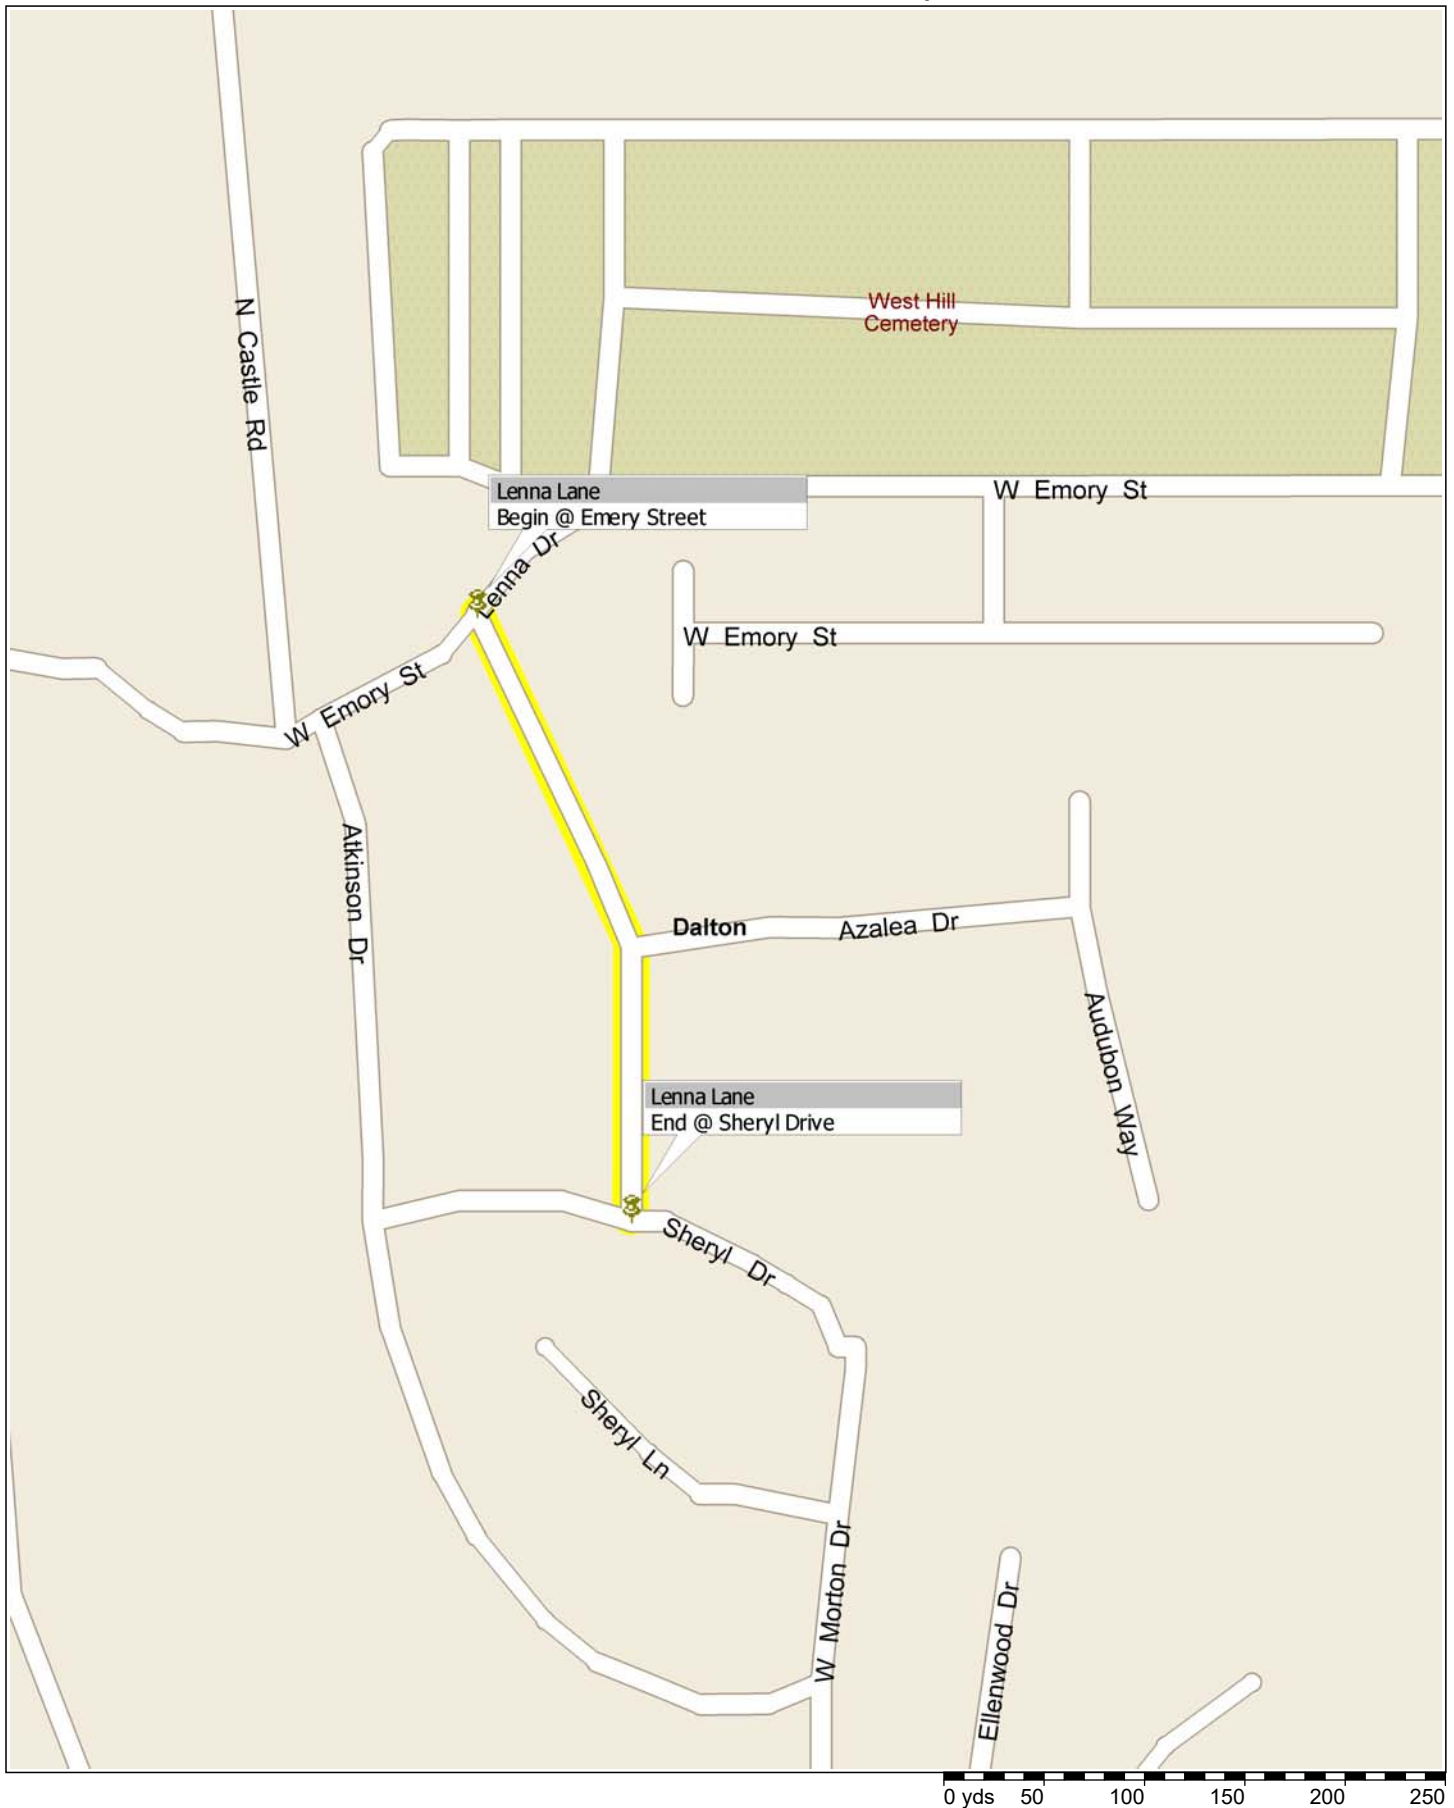 N Castle Rd
West Hill
Cemetery
Lenna Lane
Begin @ Emery Street
W Emory St
Lenna Dr
W Emory St
W Emory St
Atkinson Dr
Dalton
Azalea Dr
Audubon Way
Lenna Lane
End @ Sheryl Drive
Sheryl Dr
Sheryl Ln
W Morton Dr
Ellenwood Dr
0 yds 50 100 150 200 250